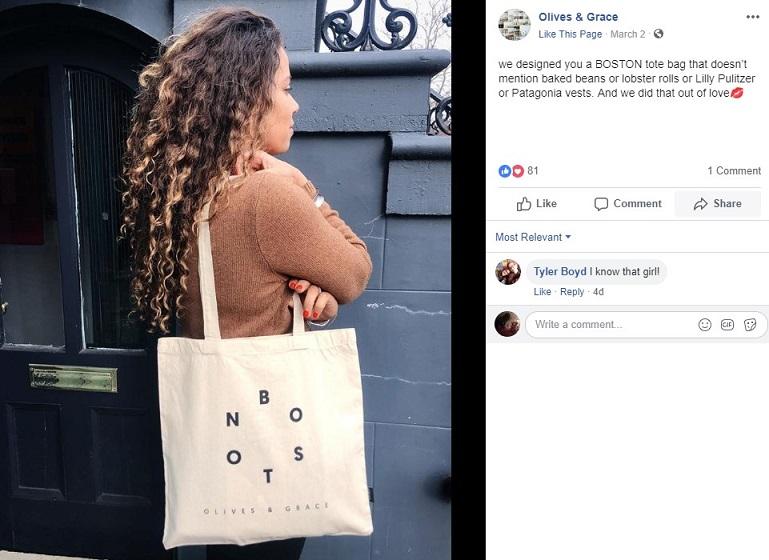 Olives & Grace
Like This Page · March 2 ·
we designed you a BOSTON tote bag that doesn't
mention baked beans or lobster rolls or Lilly Pulitzer
or Patagonia vests. And we did that out of love💋
81
1 Comment
Like
Comment
Share
Most Relevant
Tyler Boyd I know that girl!
Like · Reply · 4d
Write a comment...
GIF
B
N O
O S
T
OLIVES & GRACE